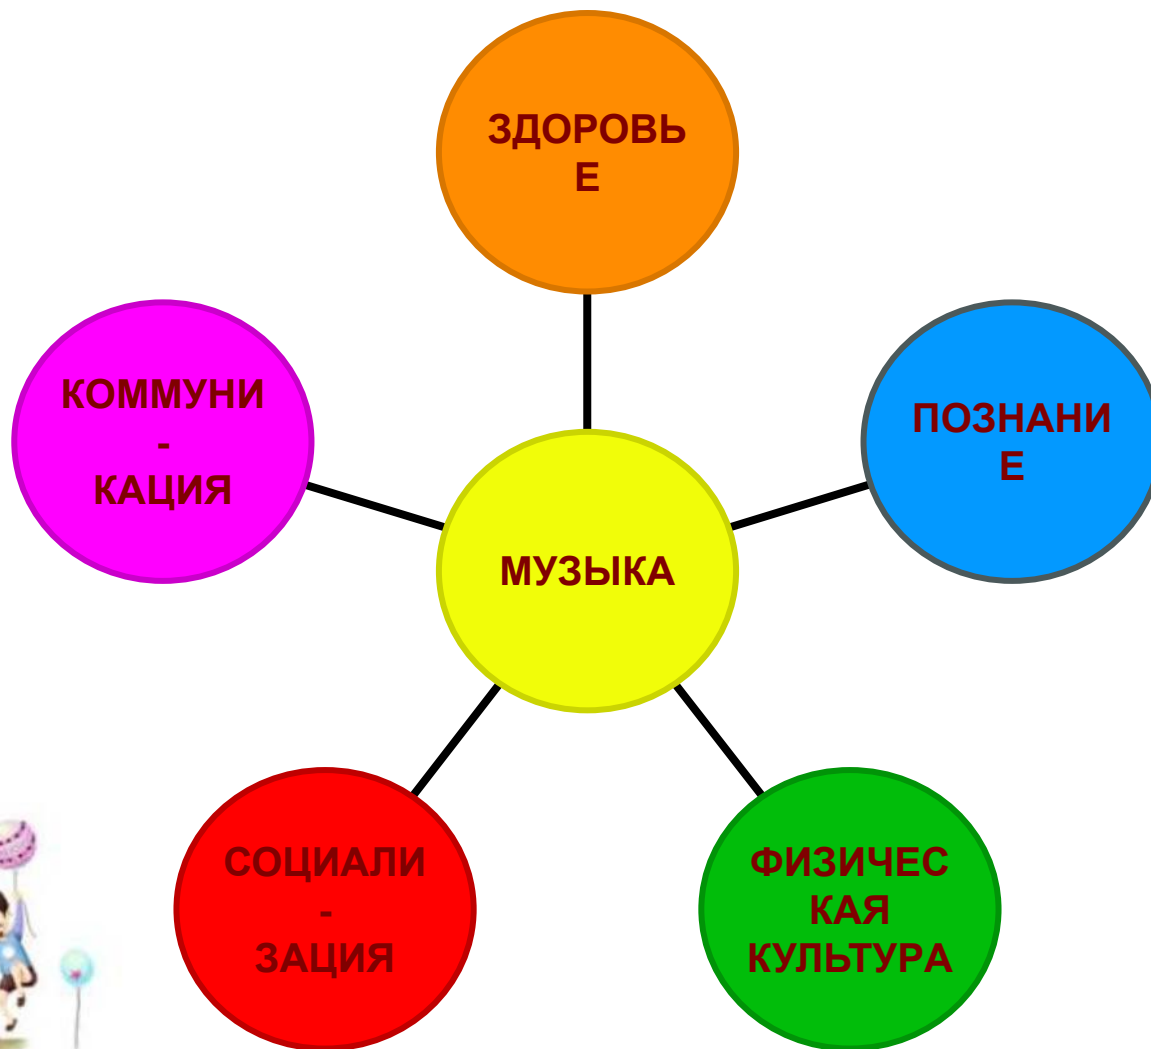 ЗДОРОВЬ
Е
КОММУНИ
-
КАЦИЯ
ПОЗНАНИ
Е
МУЗЫКА
СОЦИАЛИ
-
ЗАЦИЯ
ФИЗИЧЕС
КАЯ
КУЛЬТУРА